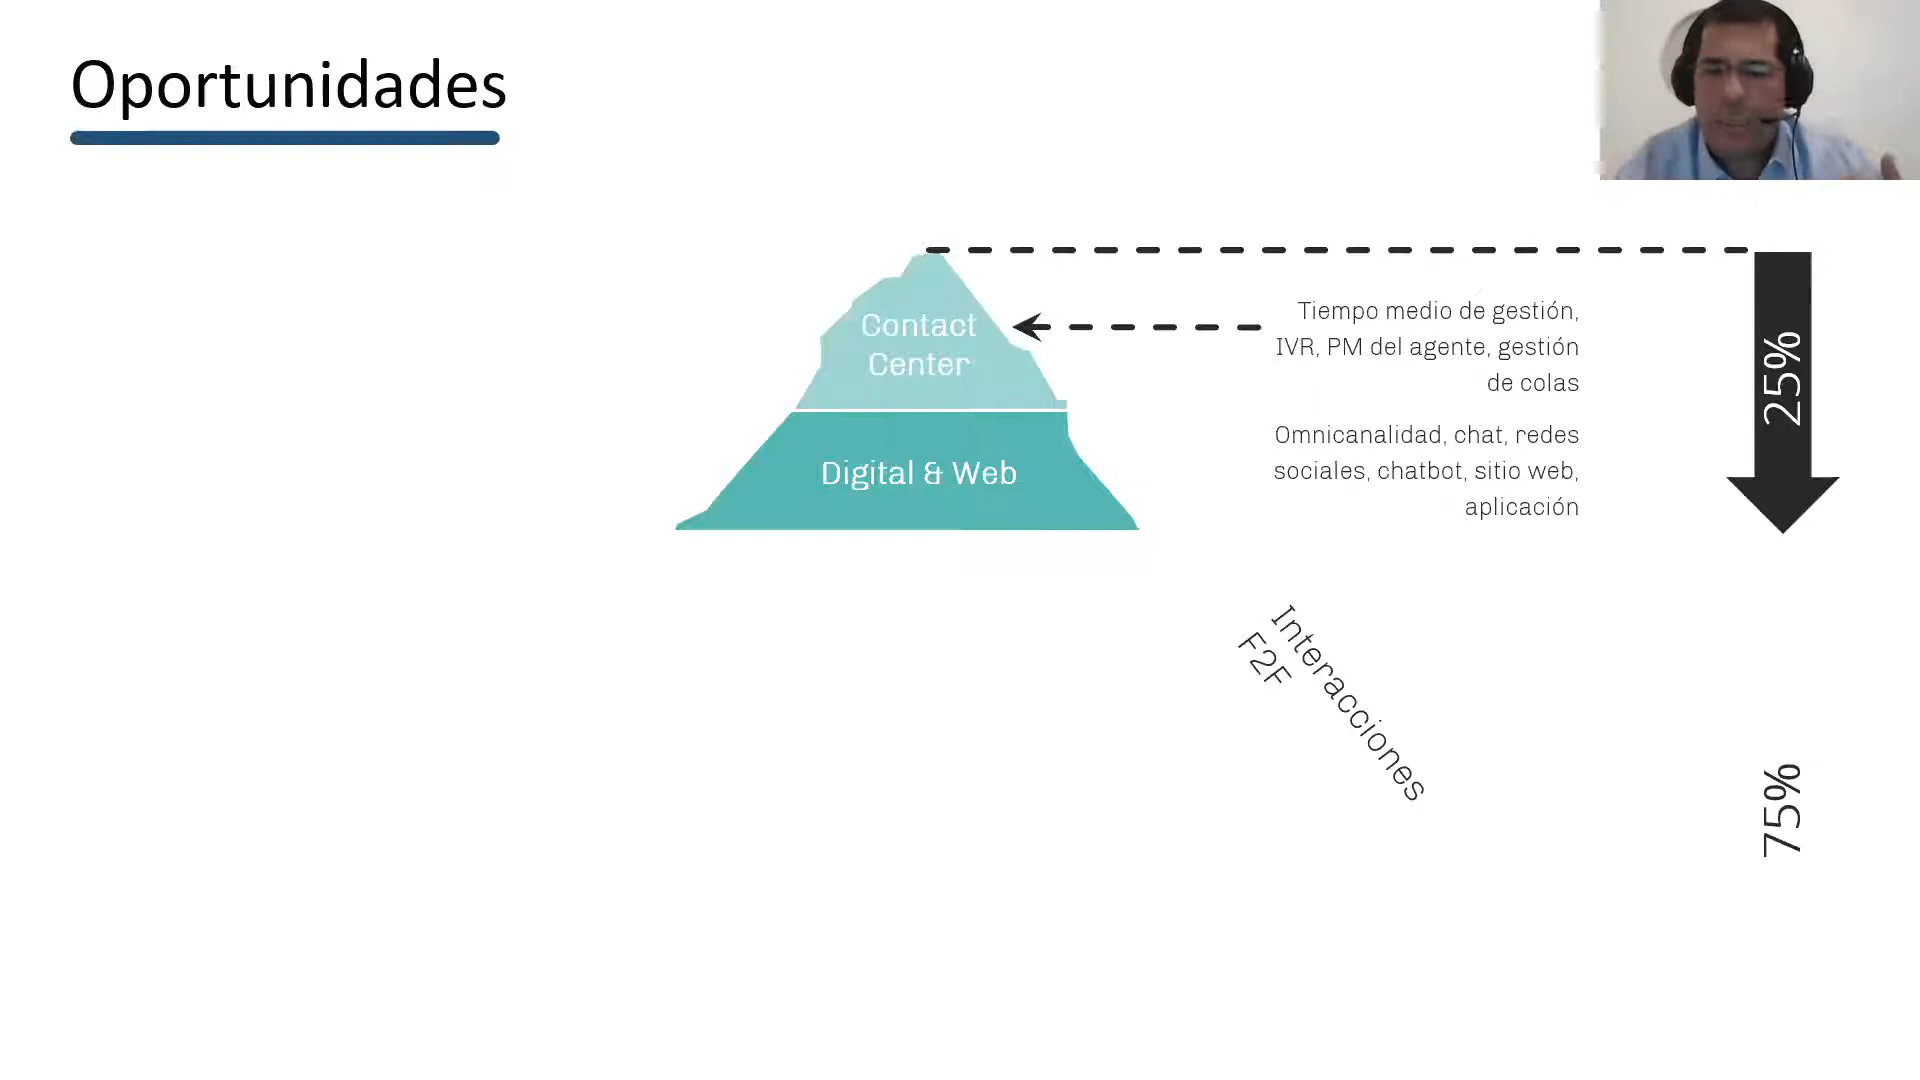 Oportunidades
Contact
Center
Digital & Web
Tiempo medio de gestión,
IVR, PM del agente, gestión
de colas
Omnicanalidad, chat, redes
sociales, chatbot, sitio web,
aplicación
25%
Interacciones
F2F
75%